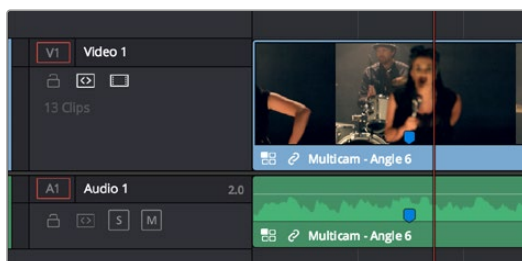 V1 Video 1
13 Clips
Multicam - Angle 6
A1 Audio 1 2.0
S M
Multicam - Angle 6